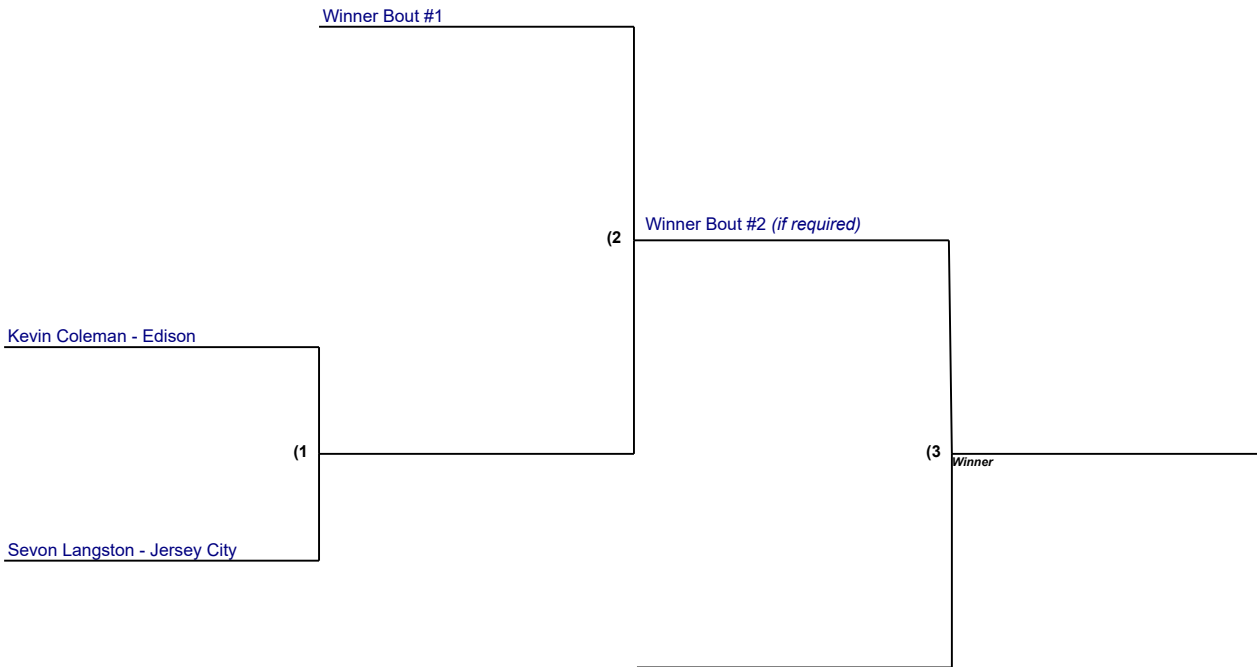 Winner Bout #1
(2
Winner Bout #2 (if required)
Kevin Coleman - Edison
(1
(3
Winner
Sevon Langston - Jersey City